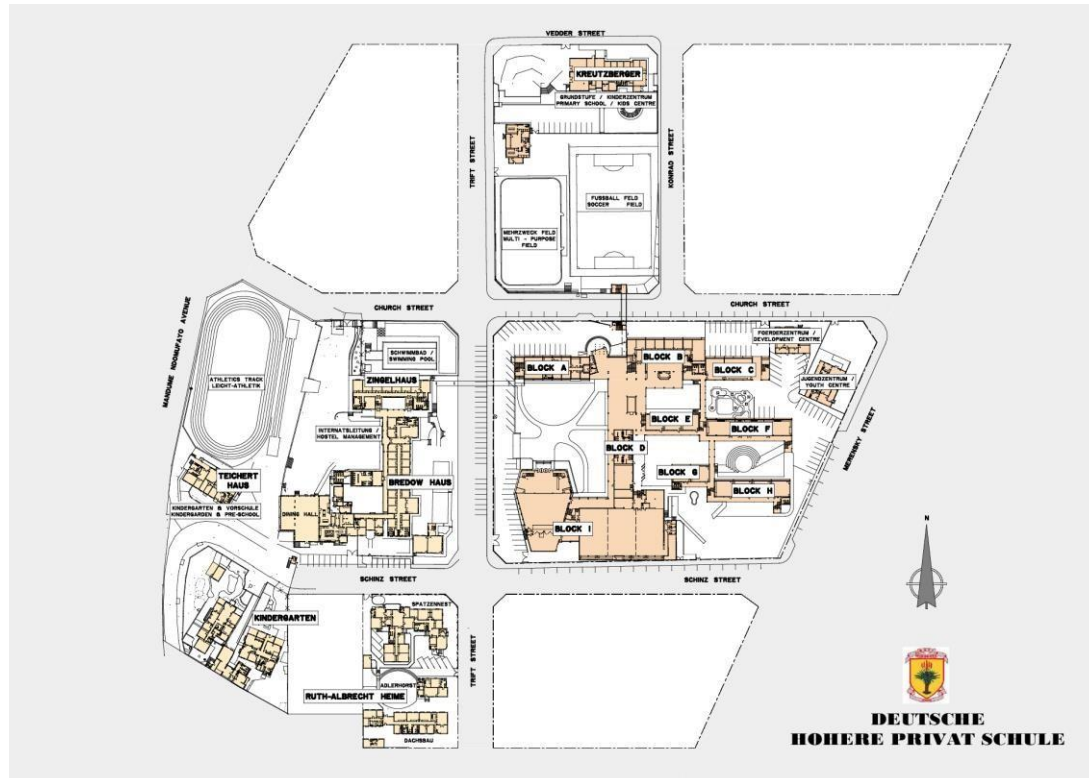 VEDDER STREET
KREUTZBERGER
GRUNDSTUFE / KINDERZENTRUM
PRIMARY SCHOOL / KIDS CENTRE
TRIFT STREET
KONRAD STREET
FUSSBALL FELD
SOCCER FIELD
MEHRZWECK FELD
MULTI - PURPOSE
FIELD
MANDUME NDOMUFAYO AVENUE
CHURCH STREET
CHURCH STREET
ATHLETICS TRACK
LEICHT-ATHLETIK
SCHWIMMBAD /
SWIMMING POOL
ZINGELHAUS
INTERNATSLEITUNG /
HOSTEL MANAGEMENT
BREDOW HAUS
DINING HALL
TEICHERT
HAUS
KINDERGARTEN & VORSCHULE
KINDERGARDEN & PRE-SCHOOL
BLOCK A
BLOCK B
BLOCK C
FOERDERZENTRUM /
DEVELOPMENT CENTRE
JUGENDZENTRUM /
YOUTH CENTRE
BLOCK E
BLOCK F
BLOCK D
BLOCK G
BLOCK H
BLOCK I
MERENSKY STREET
SCHINZ STREET
SCHINZ STREET
KINDERGARTEN
SPATZENNEST
ADLERHORST
RUTH-ALBRECHT HEIME
DACHSBAU
TRIFT STREET
N
DEUTSCHE
HOHERE PRIVAT SCHULE